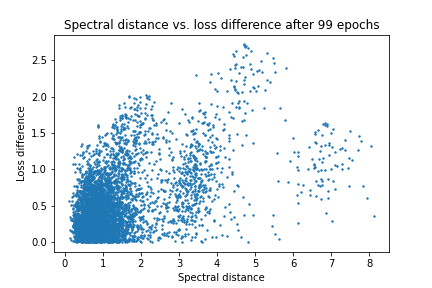 Spectral distance vs. loss difference after 99 epochs
Loss difference
2.5
2.0
1.5
1.0
0.5
0.0
0 1 2 3 4 5 6 7 8
Spectral distance